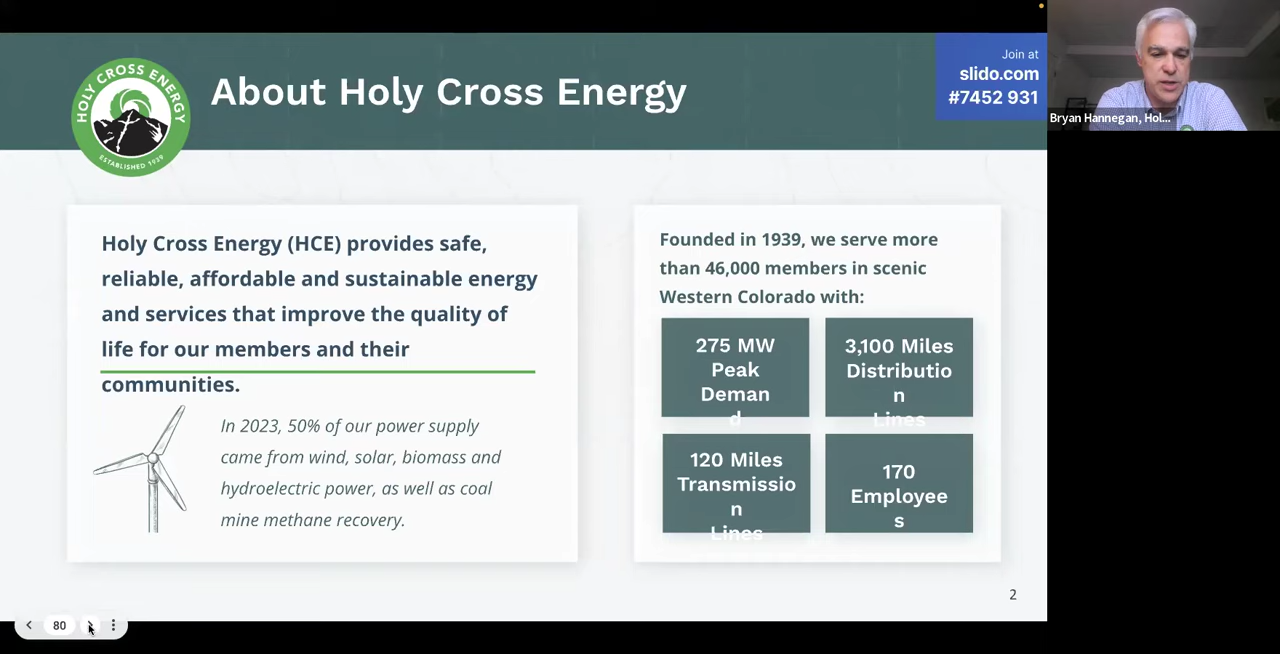 HOLY CROSS ENERGY
ESTABLISHED 1939
About Holy Cross Energy
Join at
slido.com
#7452 931
Bryan Hannegan, Hol...
Holy Cross Energy (HCE) provides safe,
reliable, affordable and sustainable energy
and services that improve the quality of
life for our members and their
communities.
In 2023, 50% of our power supply
came from wind, solar, biomass and
hydroelectric power, as well as coal
mine methane recovery.
Founded in 1939, we serve more
than 46,000 members in scenic
Western Colorado with:
275 MW
Peak
Deman
d
3,100 Miles
Distributio
n
Lines
120 Miles
Transmissio
n
Lines
170
Employee
s
2
80